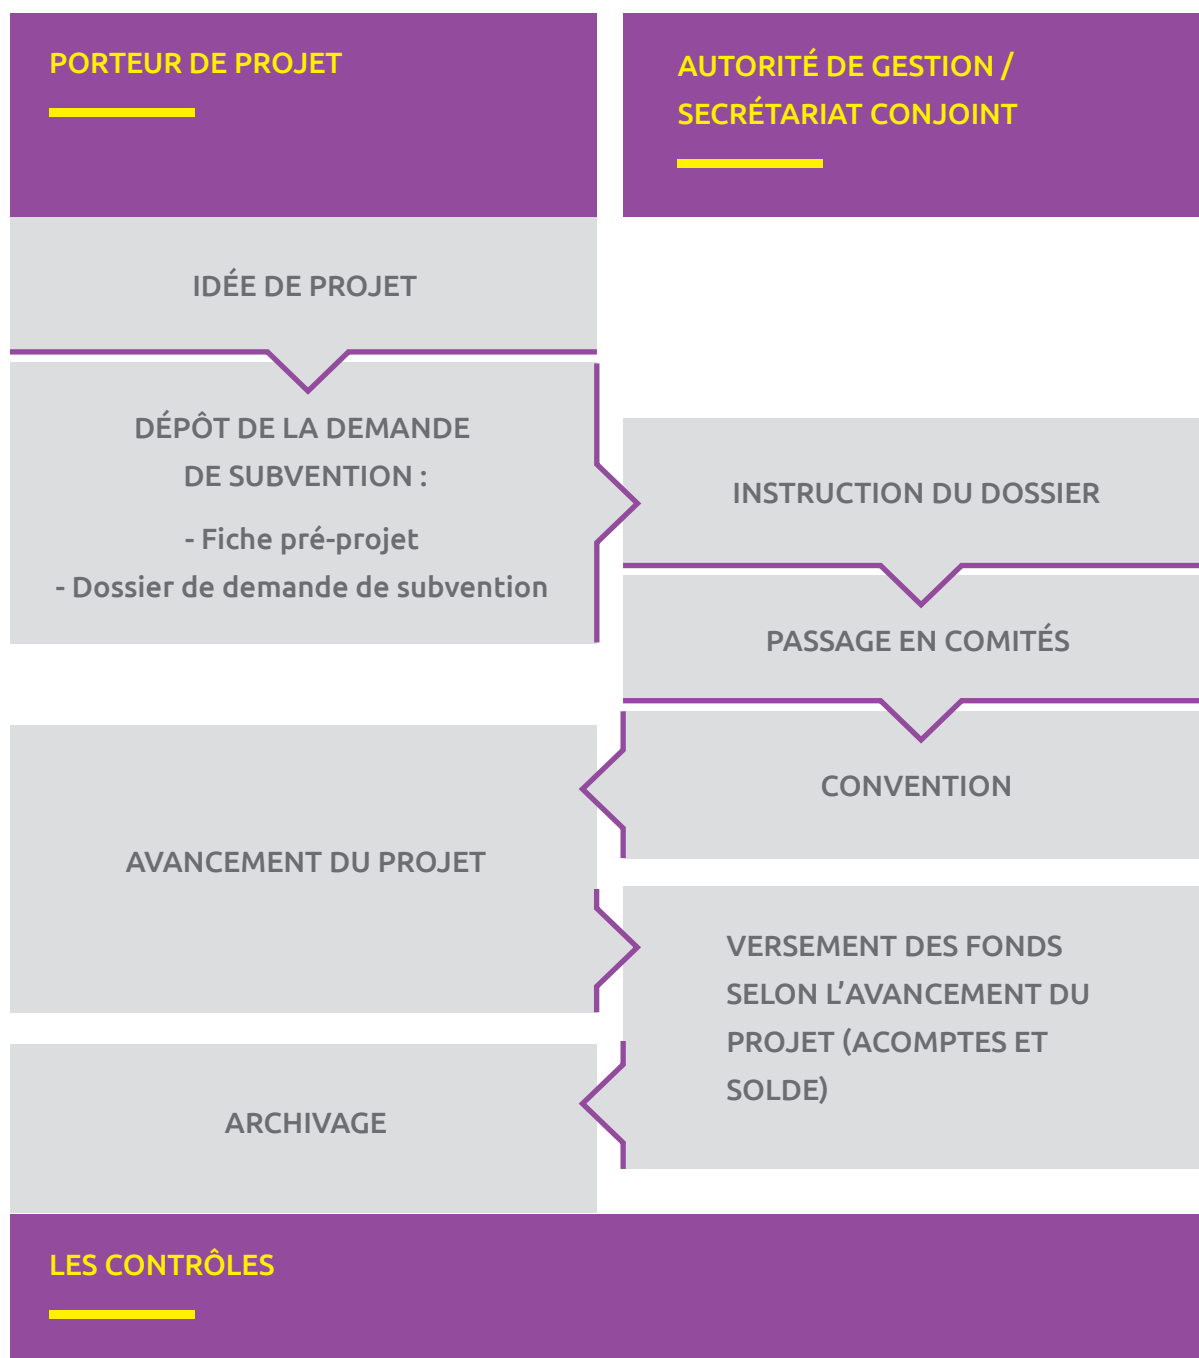 PORTEUR DE PROJET
AUTORITÉ DE GESTION /
SECRÉTARIAT CONJOINT
IDÉE DE PROJET
DÉPÔT DE LA DEMANDE
DE SUBVENTION :
- Fiche pré-projet
- Dossier de demande de subvention
INSTRUCTION DU DOSSIER
PASSAGE EN COMITÉS
CONVENTION
AVANCEMENT DU PROJET
VERSEMENT DES FONDS
SELON L’AVANCEMENT DU
PROJET (ACOMPTES ET
SOLDE)
ARCHIVAGE
LES CONTRÔLES